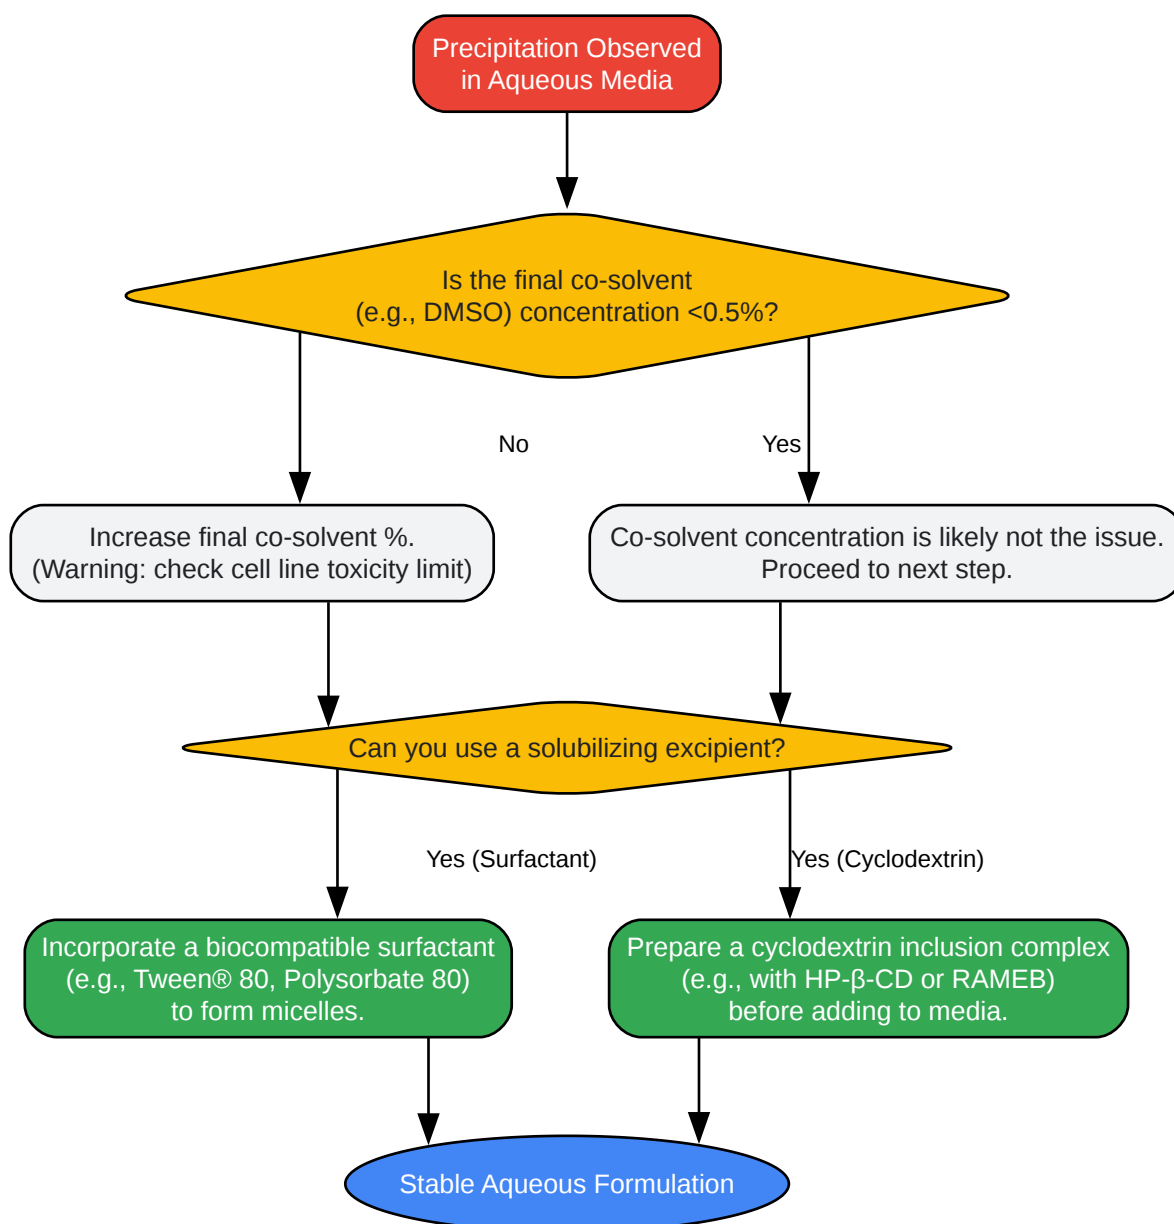 Precipitation Observed
in Aqueous Media
Is the final co-solvent
(e.g., DMSO) concentration <0.5%?
No
Yes
Increase final co-solvent %.
(Warning: check cell line toxicity limit)
Co-solvent concentration is likely not the issue.
Proceed to next step.
Can you use a solubilizing excipient?
Yes (Surfactant)
Yes (Cyclodextrin)
Incorporate a biocompatible surfactant
(e.g., Tween® 80, Polysorbate 80)
to form micelles.
Prepare a cyclodextrin inclusion complex
(e.g., with HP-β-CD or RAMEB)
before adding to media.
Stable Aqueous Formulation